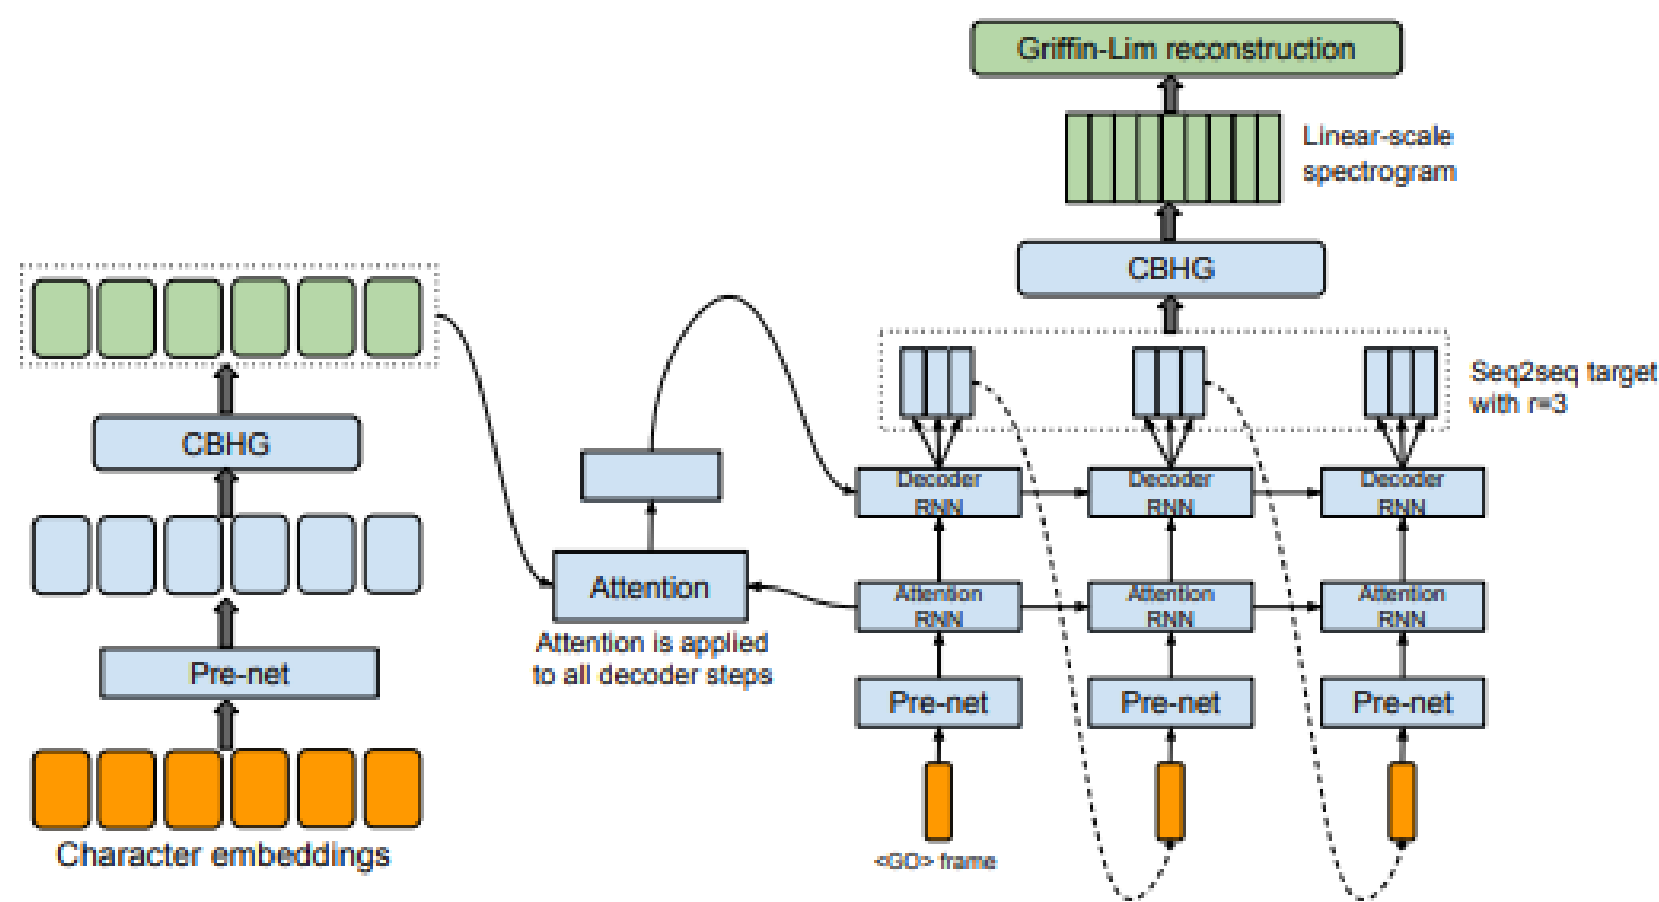 Griffin-Lim reconstruction
Linear-scale
spectrogram
CBHG
Seq2seq target
with r=3
CBHG
Decoder
RNN
Decoder
RNN
Decoder
RNN
Attention
Attention
RNN
Attention
RNN
Attention
RNN
Attention is applied
to all decoder steps
Pre-net
Pre-net
Pre-net
Pre-net
Character embeddings
<GO> frame